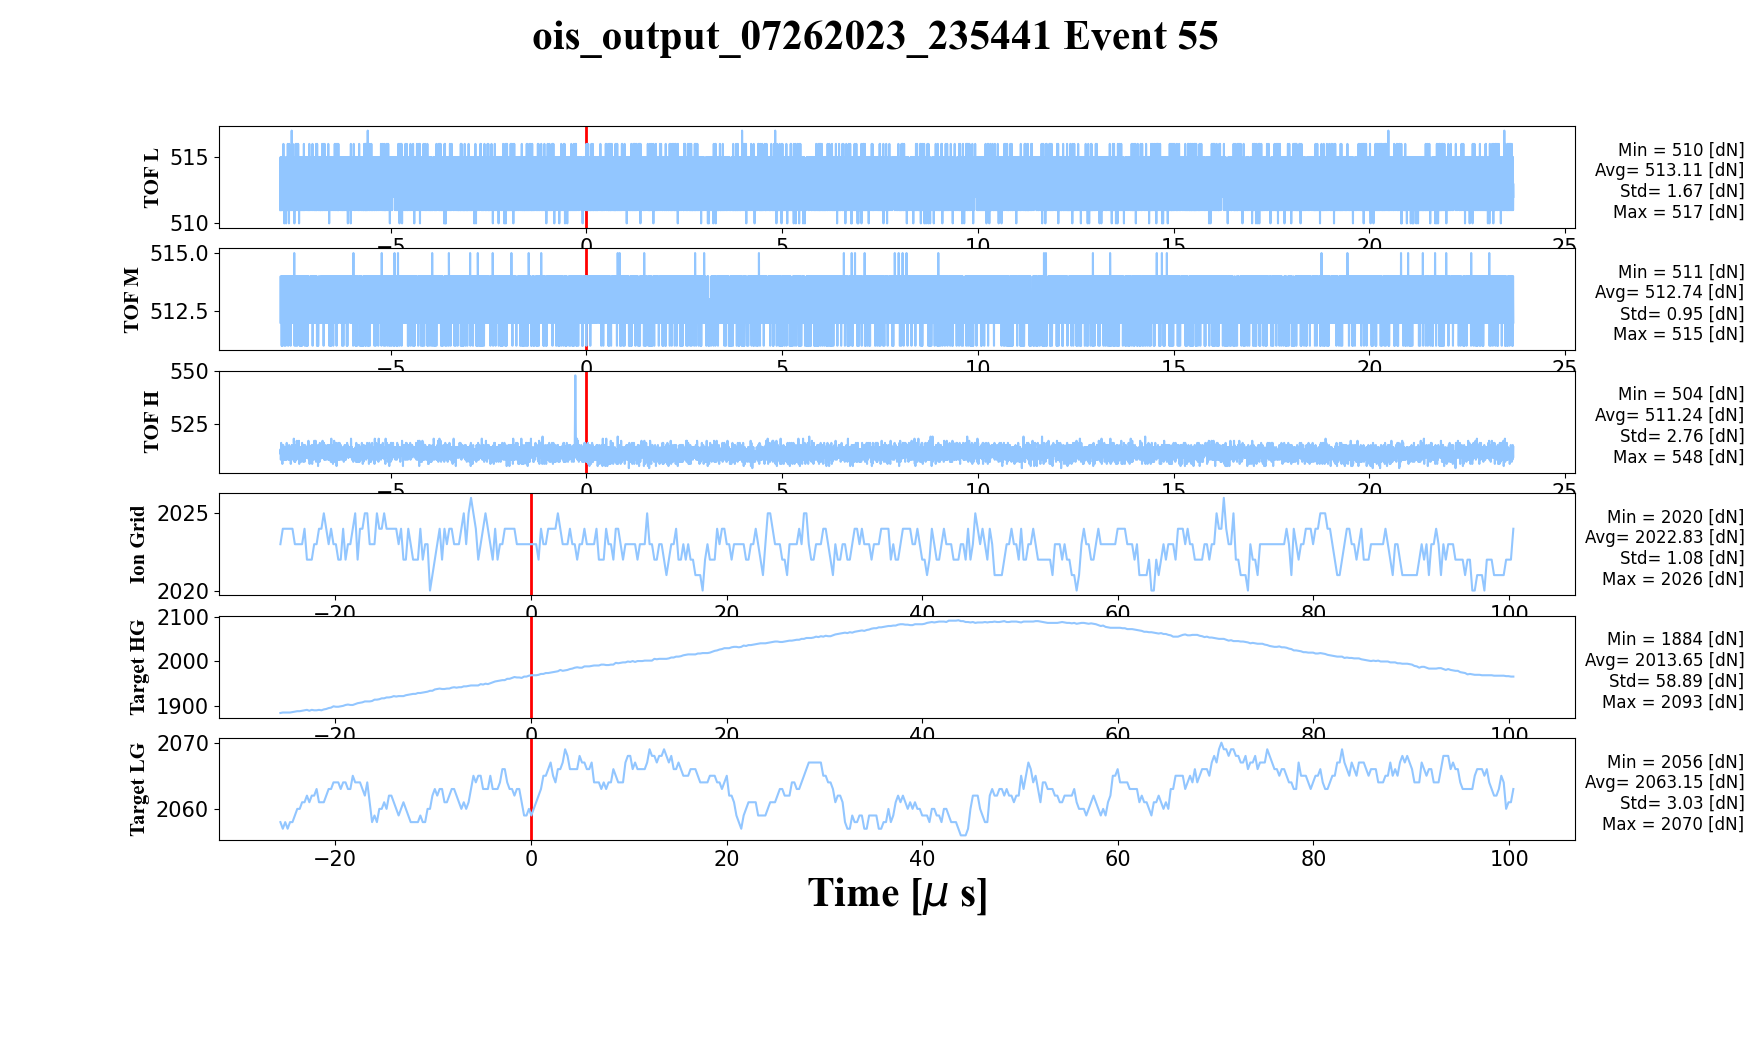 ois_output_07262023_235441 Event 55
TOF L
515
510
Min = 510 [dN]
Avg= 513.11 [dN]
Std= 1.67 [dN]
Max = 517 [dN]
−5 0 5 10 15 20 25
TOF M
515.0
512.5
Min = 511 [dN]
Avg= 512.74 [dN]
Std= 0.95 [dN]
Max = 515 [dN]
−5 0 5 10 15 20 25
TOF H
550
525
Min = 504 [dN]
Avg= 511.24 [dN]
Std= 2.76 [dN]
Max = 548 [dN]
−5 0 5 10 15 20 25
Ion Grid
2025
2020
Min = 2020 [dN]
Avg= 2022.83 [dN]
Std= 1.08 [dN]
Max = 2026 [dN]
−20 0 20 40 60 80 100
Target HG
2100
2000
1900
Min = 1884 [dN]
Avg= 2013.65 [dN]
Std= 58.89 [dN]
Max = 2093 [dN]
−20 0 20 40 60 80 100
Target LG
2070
2060
Min = 2056 [dN]
Avg= 2063.15 [dN]
Std= 3.03 [dN]
Max = 2070 [dN]
−20 0 20 40 60 80 100
Time [μ s]